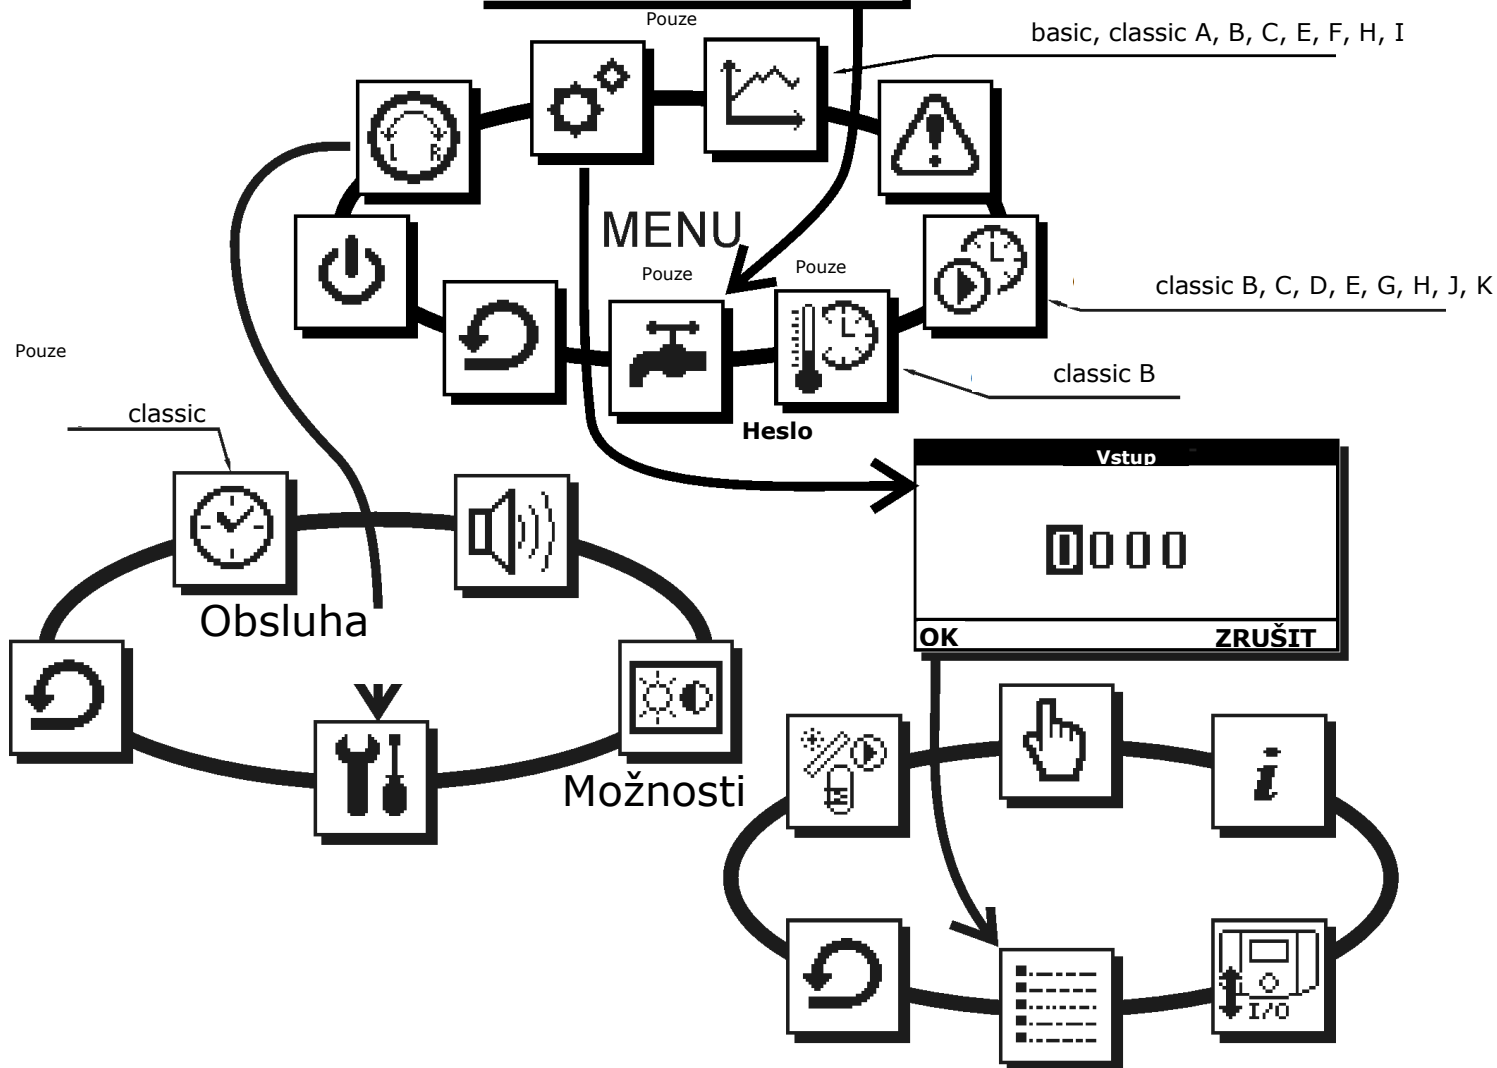 Pouze
basic, classic A, B, C, E, F, H, I
L R
MENU
Pouze
Pouze
classic B, C, D, E, G, H, J, K
Pouze
classic B
classic
Heslo
Vstup
0000
Obsluha
OK
ZRUŠIT
Možnosti
i
I/O